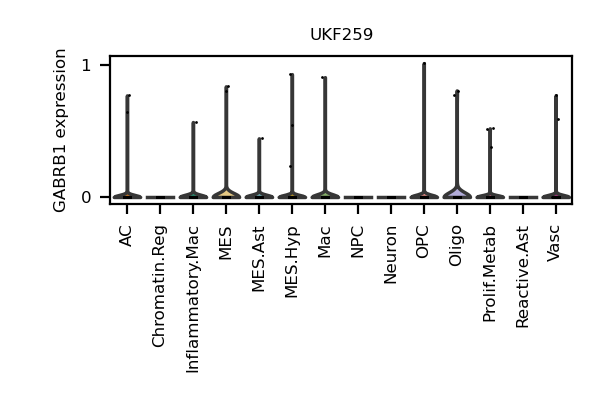 UKF259
GABRB1 expression
1
0
AC
Chromatin.Reg
Inflammatory.Mac
MES
MES.Ast
MES.Hyp
Mac
NPC
Neuron
OPC
Oligo
Prolif.Metab
Reactive.Ast
Vasc